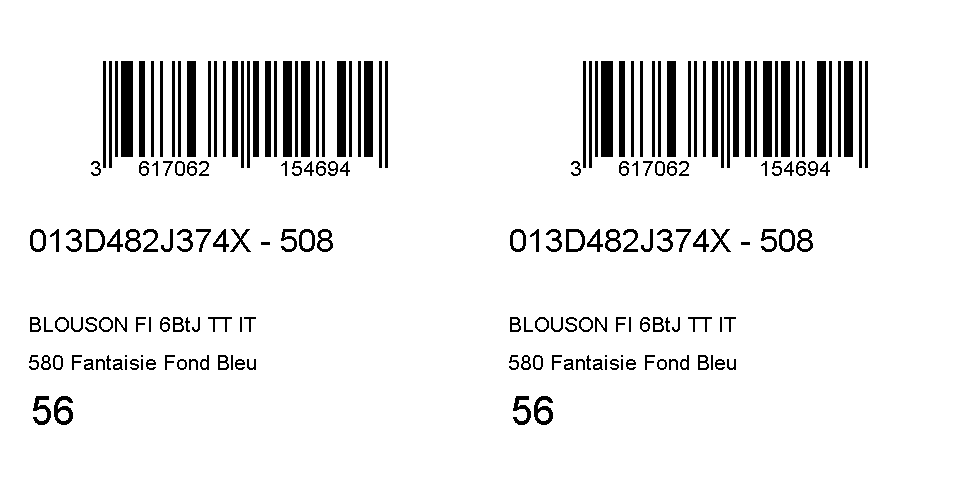 3 617062 154694
013D482J374X - 508
BLOUSON FI 6BtJ TT IT
580 Fantaisie Fond Bleu
56
3 617062 154694
013D482J374X - 508
BLOUSON FI 6BtJ TT IT
580 Fantaisie Fond Bleu
56